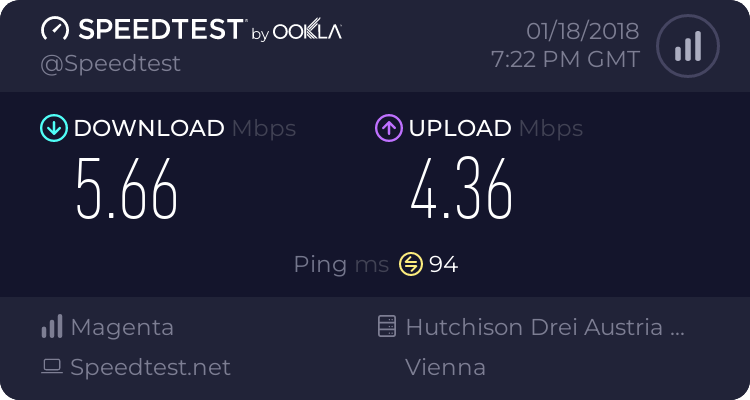 SPEEDTEST by OOKLA
@Speedtest
01/18/2018
7:22 PM GMT
DOWNLOAD Mbps
5.66
UPLOAD Mbps
4.36
Ping ms 94
Magenta
Speedtest.net
Hutchison Drei Austria ...
Vienna